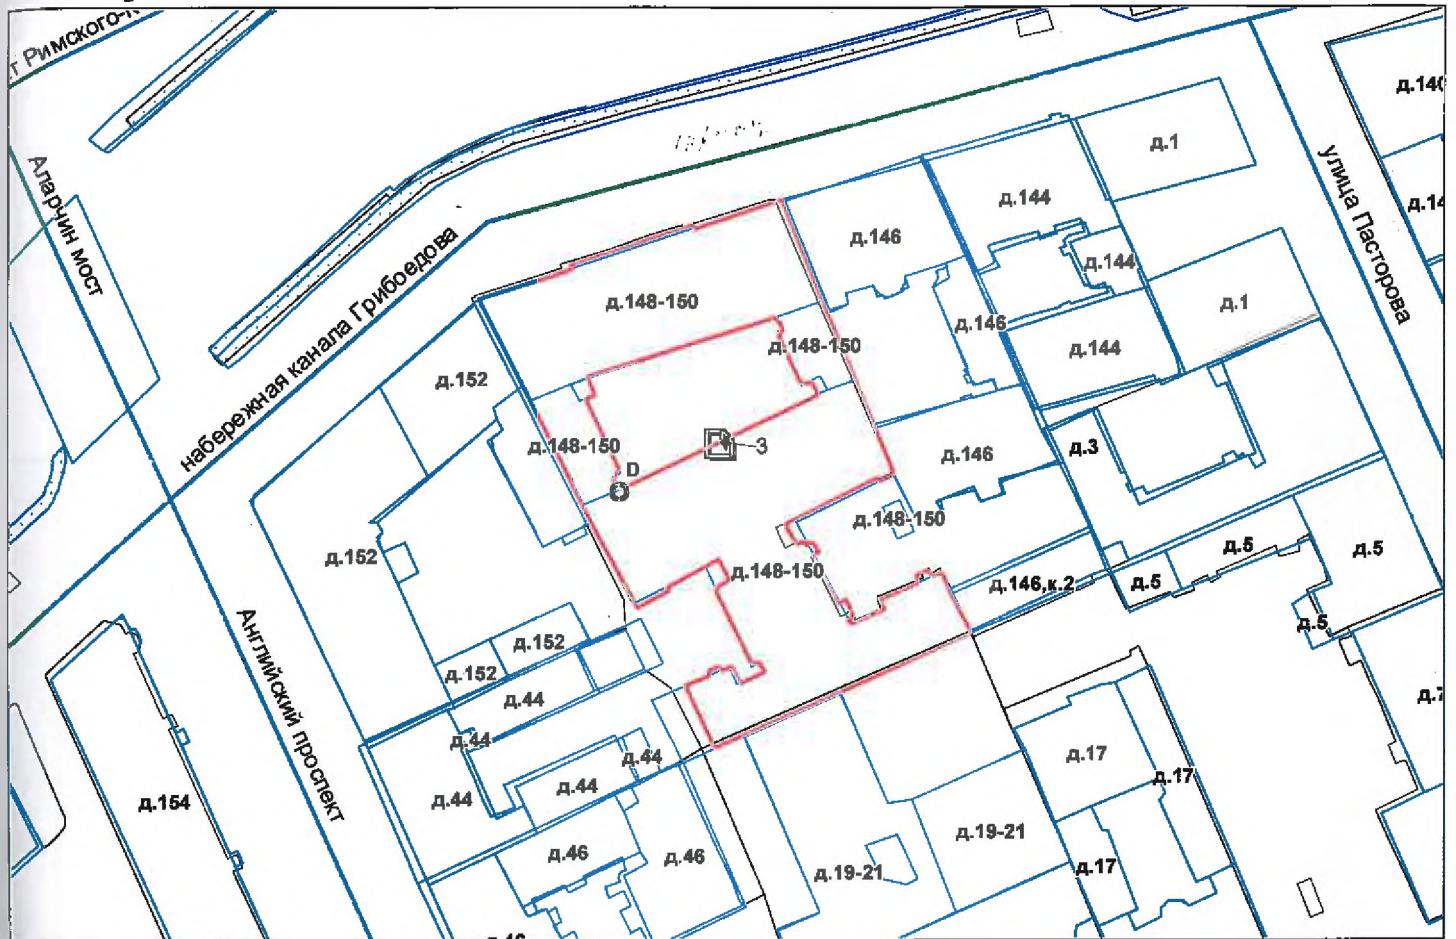 Римского-
Аларчин мост
набережная канала Грибоедова
Английский проспект
улица Пасторова
д.1
д.144
д.146
д.144
д.148-150
д.1
д.146
д.144
д.148-150
д.152
д.148-150
3
D
д.146
д.3
д.148-150
д.152
д.148-150
д.146,к.2
д.5
д.5
д.5
д.5
д.152
д.152
д.44
д.44
д.44
д.44
д.44
д.154
д.17
д.17
д.17
д.19-21
д.19-21
д.46
д.46